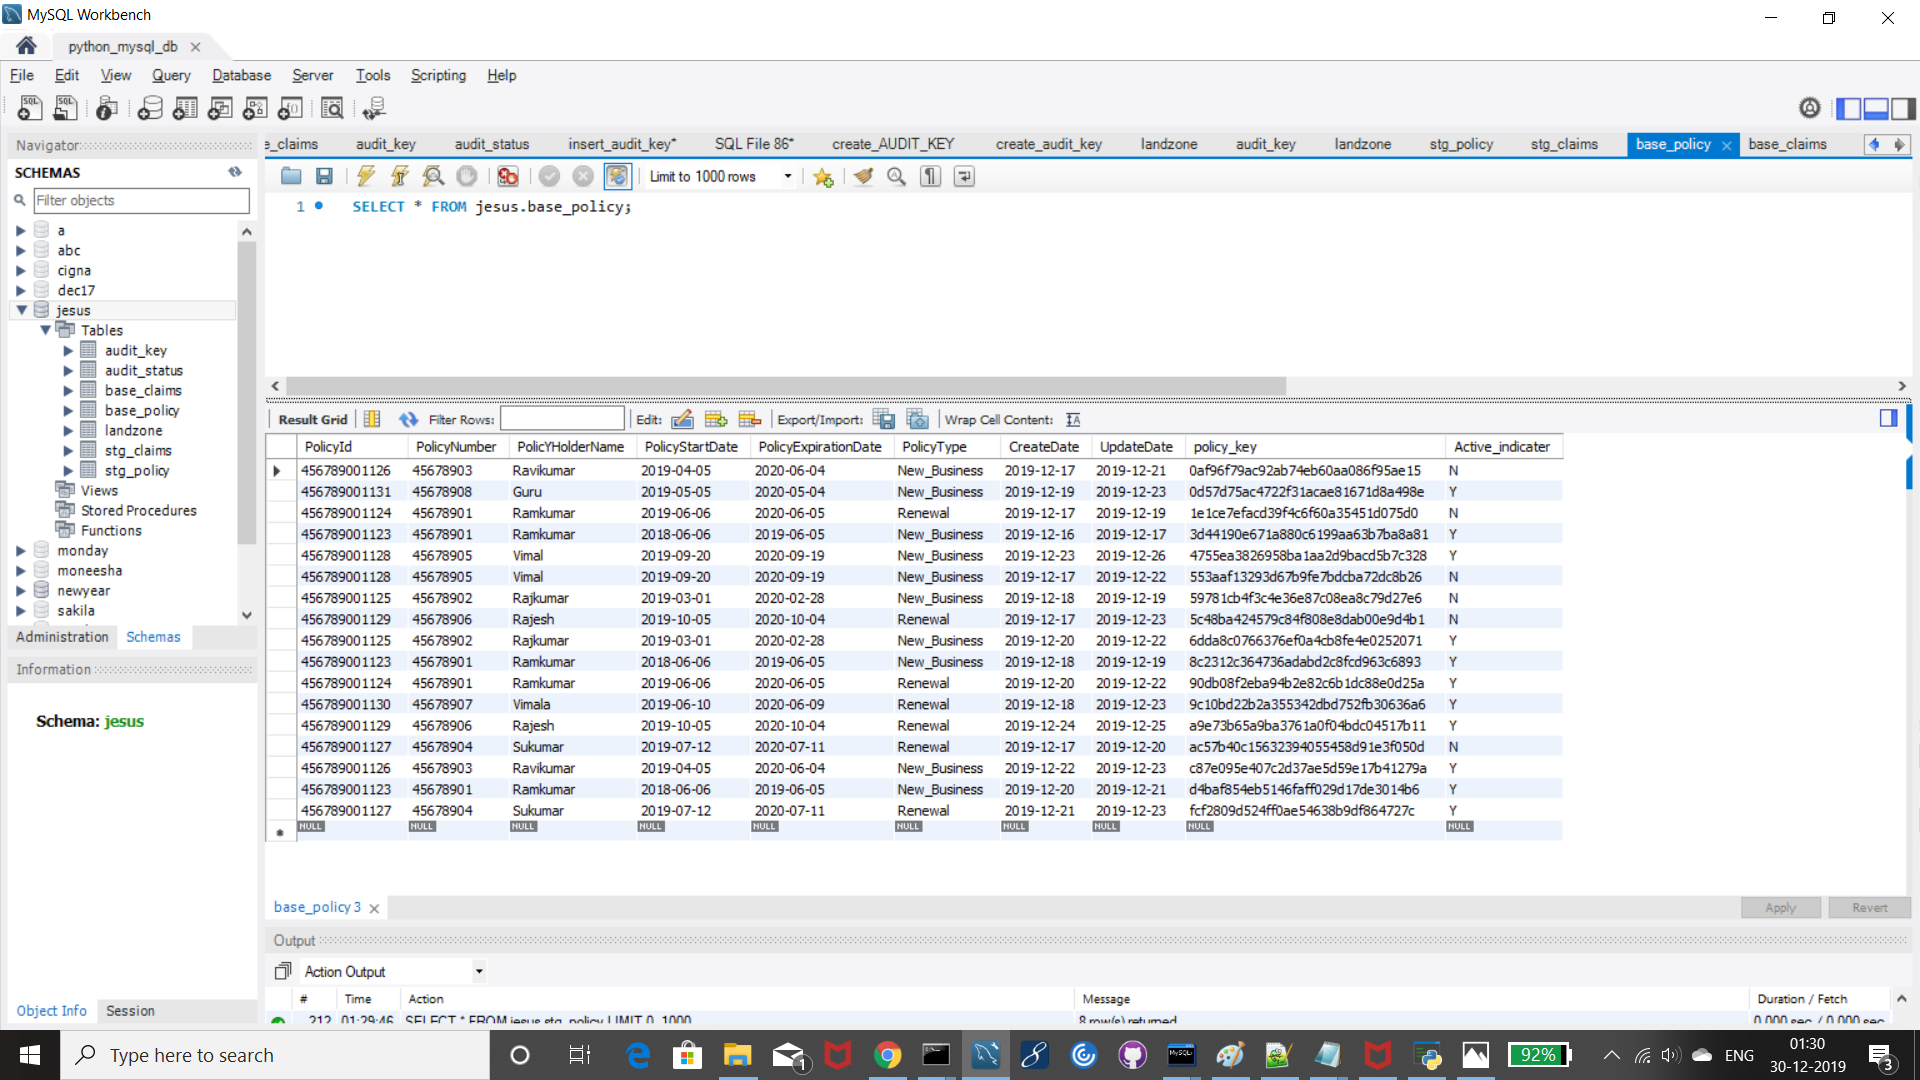 MySQL Workbench
python_mysql_db
File Edit View Query Database Server Tools Scripting Help
Navigator
SCHEMAS
Filter objects
a
abc
cigna
dec17
jesus
Tables
audit_key
audit_status
base_claims
base_policy
landzone
stg_claims
stg_policy
Views
Stored Procedures
Functions
monday
moneesha
newyear
sakila
Administration Schemas
Information
Schema: jesus
Object Info Session
e_claims audit_key audit_status insert_audit_key* SQL File 86* create_AUDIT_KEY create_audit_key landzone audit_key landzone stg_policy stg_claims base_policy base_claims
Limit to 1000 rows
1 SELECT * FROM jesus.base_policy;
Result Grid Filter Rows: Edit: Export/Import: Wrap Cell Content:
PolicyId PolicyNumber PolicYHolderName PolicyStartDate PolicyExpirationDate PolicyType CreateDate UpdateDate policy_key Active_indicater
456789001126 45678903 Ravikumar 2019-04-05 2020-06-04 New_Business 2019-12-17 2019-12-21 0af96f79ac92ab74eb60aa086f95ae15 N
456789001131 45678908 Guru 2019-05-05 2020-05-04 New_Business 2019-12-19 2019-12-23 0d57d75ac4722f31acae81671d8a498e Y
456789001124 45678901 Ramkumar 2019-06-06 2020-06-05 Renewal 2019-12-17 2019-12-19 1e1ce7efacd39f4c6f60a35451d075d0 N
456789001123 45678901 Ramkumar 2018-06-06 2019-06-05 New_Business 2019-12-16 2019-12-17 3d44190e671a880c6199aa63b7ba8a81 Y
456789001128 45678905 Vimal 2019-09-20 2020-09-19 New_Business 2019-12-23 2019-12-26 4755ea3826958ba1aa2d9bacd5b7c328 Y
456789001128 45678905 Vimal 2019-09-20 2020-09-19 New_Business 2019-12-17 2019-12-22 553aaf13293d67b9fe7bdcba72dc8b26 N
456789001125 45678902 Rajkumar 2019-03-01 2020-02-28 New_Business 2019-12-18 2019-12-19 59781cb4f3c4e36e87c08ea8c79d27e6 N
456789001129 45678906 Rajesh 2019-10-05 2020-10-04 Renewal 2019-12-17 2019-12-23 5c48ba424579c84f808e8dab00e9d4b1 N
456789001125 45678902 Rajkumar 2019-03-01 2020-02-28 New_Business 2019-12-20 2019-12-22 6dda8c0766376ef0a4cb8fe4e0252071 Y
456789001123 45678901 Ramkumar 2018-06-06 2019-06-05 New_Business 2019-12-18 2019-12-19 8c2312c364736adabd2c8fcd963c6893 Y
456789001124 45678901 Ramkumar 2019-06-06 2020-06-05 Renewal 2019-12-20 2019-12-22 90db08f2eba94b2e82c6b1dc88e0d25a Y
456789001130 45678907 Vimala 2019-06-10 2020-06-09 Renewal 2019-12-18 2019-12-23 9c10bd22b2a355342dbd752fb30636a6 Y
456789001129 45678906 Rajesh 2019-10-05 2020-10-04 Renewal 2019-12-24 2019-12-25 a9e73b65a9ba3761a0f04bdc04517b11 Y
456789001127 45678904 Sukumar 2019-07-12 2020-07-11 Renewal 2019-12-17 2019-12-20 ac57b40c15632394055458d91e3f050d N
456789001126 45678903 Ravikumar 2019-04-05 2020-06-04 New_Business 2019-12-22 2019-12-23 c87e095e407c2d37ae5d59e17b41279a Y
456789001123 45678901 Ramkumar 2018-06-06 2019-06-05 New_Business 2019-12-20 2019-12-21 d4baf854eb5146faff029d17de3014b6 Y
456789001127 45678904 Sukumar 2019-07-12 2020-07-11 Renewal 2019-12-21 2019-12-23 fcf2809d524ff0ae54638b9df864727c Y
NULL NULL NULL NULL NULL NULL NULL NULL NULL NULL
base_policy 3 Apply Revert
Output
Action Output
# Time Action Message Duration / Fetch
212 01:29:46 SELECT * FROM jesus.stg_policy LIMIT 0, 1000 8 row(s) returned 0.000 sec / 0.000 sec
Type here to search 1 MySQL 92% ENG 01:30
30-12-2019 3